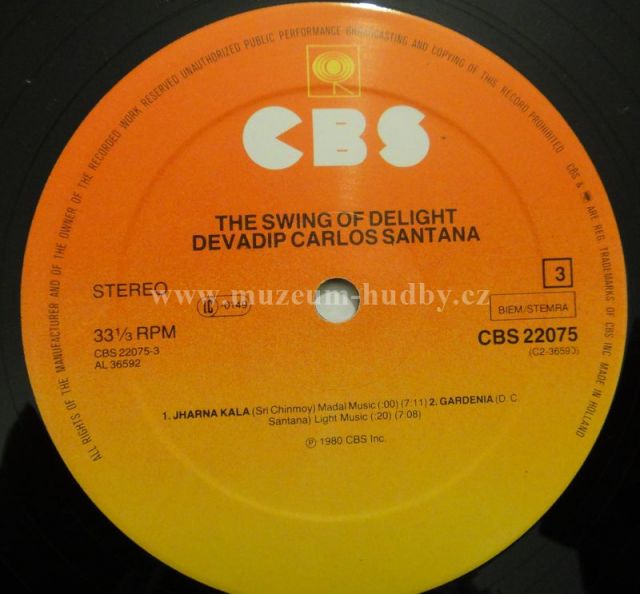 ALL RIGHTS OF THE MANUFACTURER AND OF THE OWNER OF THE RECORDED WORK RESERVED UNAUTHORIZED PUBLIC PERFORMANCE BROADCASTING AND COPYING OF THIS RECORD PROHIBITED
CBS & ARE REG. TRADEMARKS OF CBS INC. MADE IN HOLLAND
CBS
THE SWING OF DELIGHT
DEVADIP CARLOS SANTANA
3
STEREO
LC 0149
www.muzeum-hudby.cz
BIEM/STEMRA
33⅓ RPM
CBS 22075
CBS 22075-3
(C2-36590)
AL 36592
1. JHARNA KALA (Sri Chinmoy) Madal Music (:00) (7:11) 2. GARDENIA (D. C.
Santana) Light Music (:20) (7:08)
℗ 1980 CBS Inc.